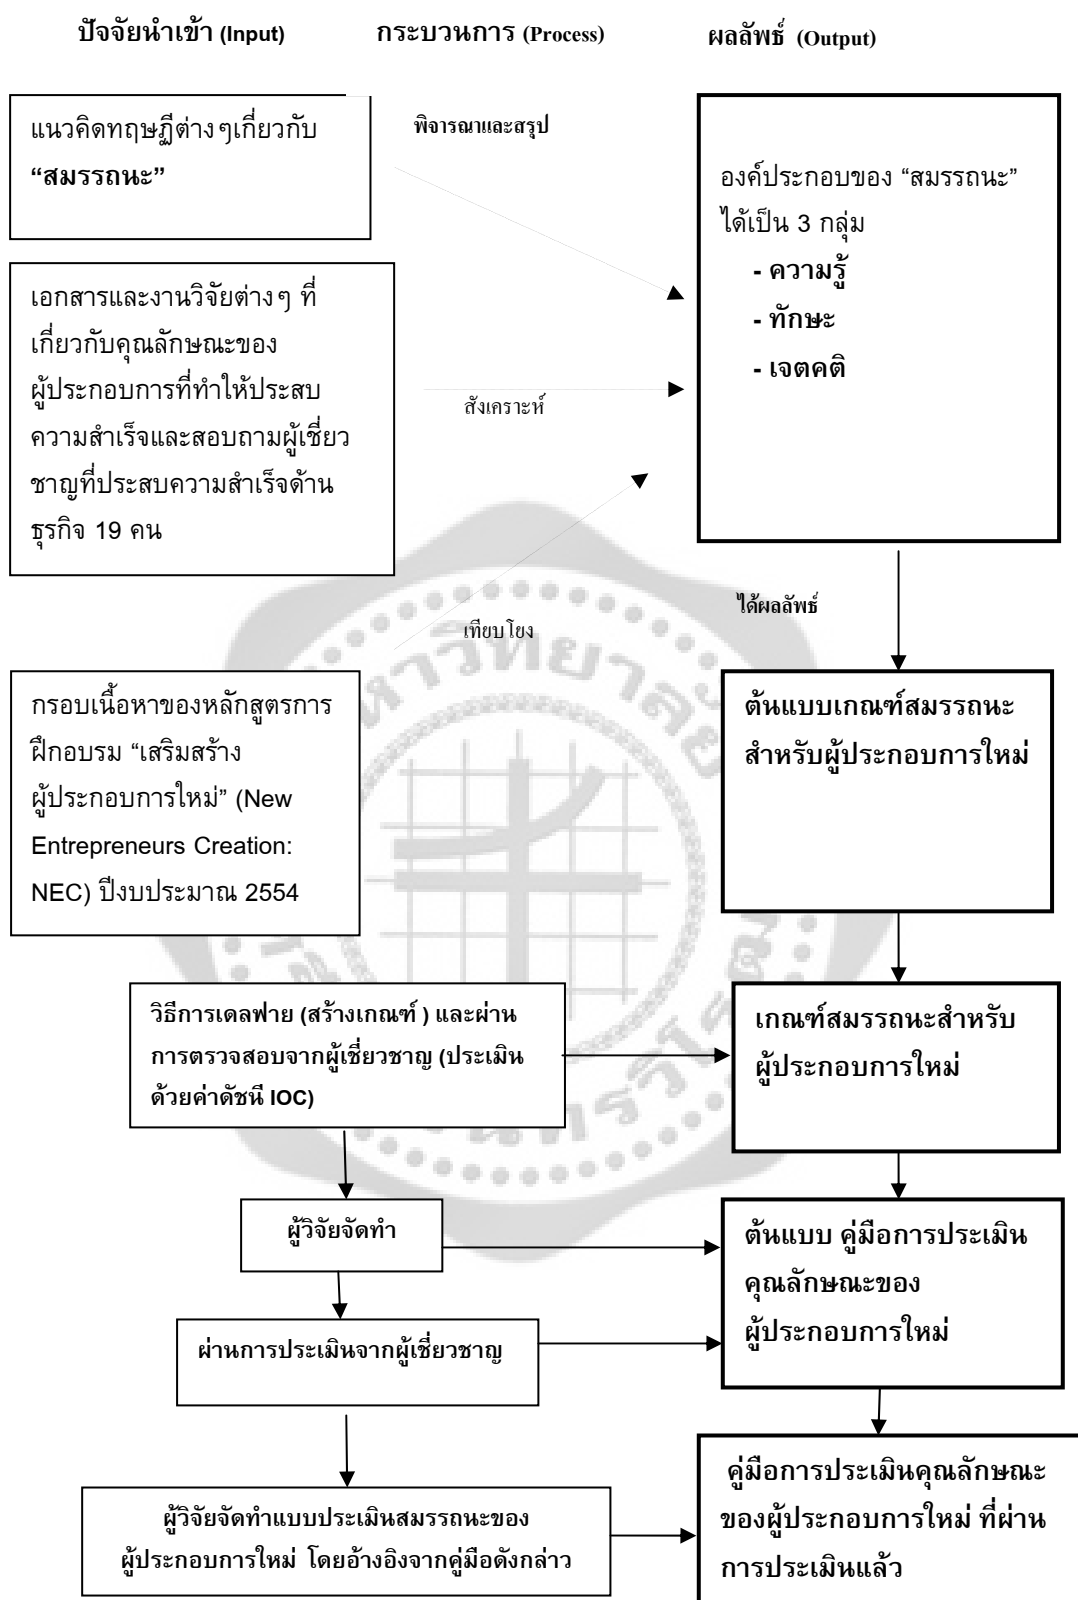 ปัจจัยนำเข้า (Input) กระบวนการ (Process) ผลลัพธ์ (Output)
แนวคิดทฤษฎีต่างๆเกี่ยวกับ
“สมรรถนะ”
พิจารณาและสรุป
องค์ประกอบของ “สมรรถนะ”
ได้เป็น 3 กลุ่ม
- ความรู้
- ทักษะ
- เจตคติ
เอกสารและงานวิจัยต่างๆ ที่
เกี่ยวกับคุณลักษณะของ
ผู้ประกอบการที่ทำให้ประสบ
ความสำเร็จและสอบถามผู้เชี่ยว
ชาญที่ประสบความสำเร็จด้าน
ธุรกิจ 19 คน
สังเคราะห์
เทียบโยง
ได้ผลลัพธ์
กรอบเนื้อหาของหลักสูตรการ
ฝึกอบรม “เสริมสร้าง
ผู้ประกอบการใหม่” (New
Entrepreneurs Creation:
NEC) ปีงบประมาณ 2554
ต้นแบบเกณฑ์สมรรถนะ
สำหรับผู้ประกอบการใหม่
วิธีการเดลฟาย (สร้างเกณฑ์ ) และผ่าน
การตรวจสอบจากผู้เชี่ยวชาญ (ประเมิน
ด้วยค่าดัชนี IOC)
เกณฑ์สมรรถนะสำหรับ
ผู้ประกอบการใหม่
ผู้วิจัยจัดทำ
ต้นแบบ คู่มือการประเมิน
คุณลักษณะของ
ผู้ประกอบการใหม่
ผ่านการประเมินจากผู้เชี่ยวชาญ
คู่มือการประเมินคุณลักษณะ
ของผู้ประกอบการใหม่ ที่ผ่าน
การประเมินแล้ว
ผู้วิจัยจัดทำแบบประเมินสมรรถนะของ
ผู้ประกอบการใหม่ โดยอ้างอิงจากคู่มือดังกล่าว